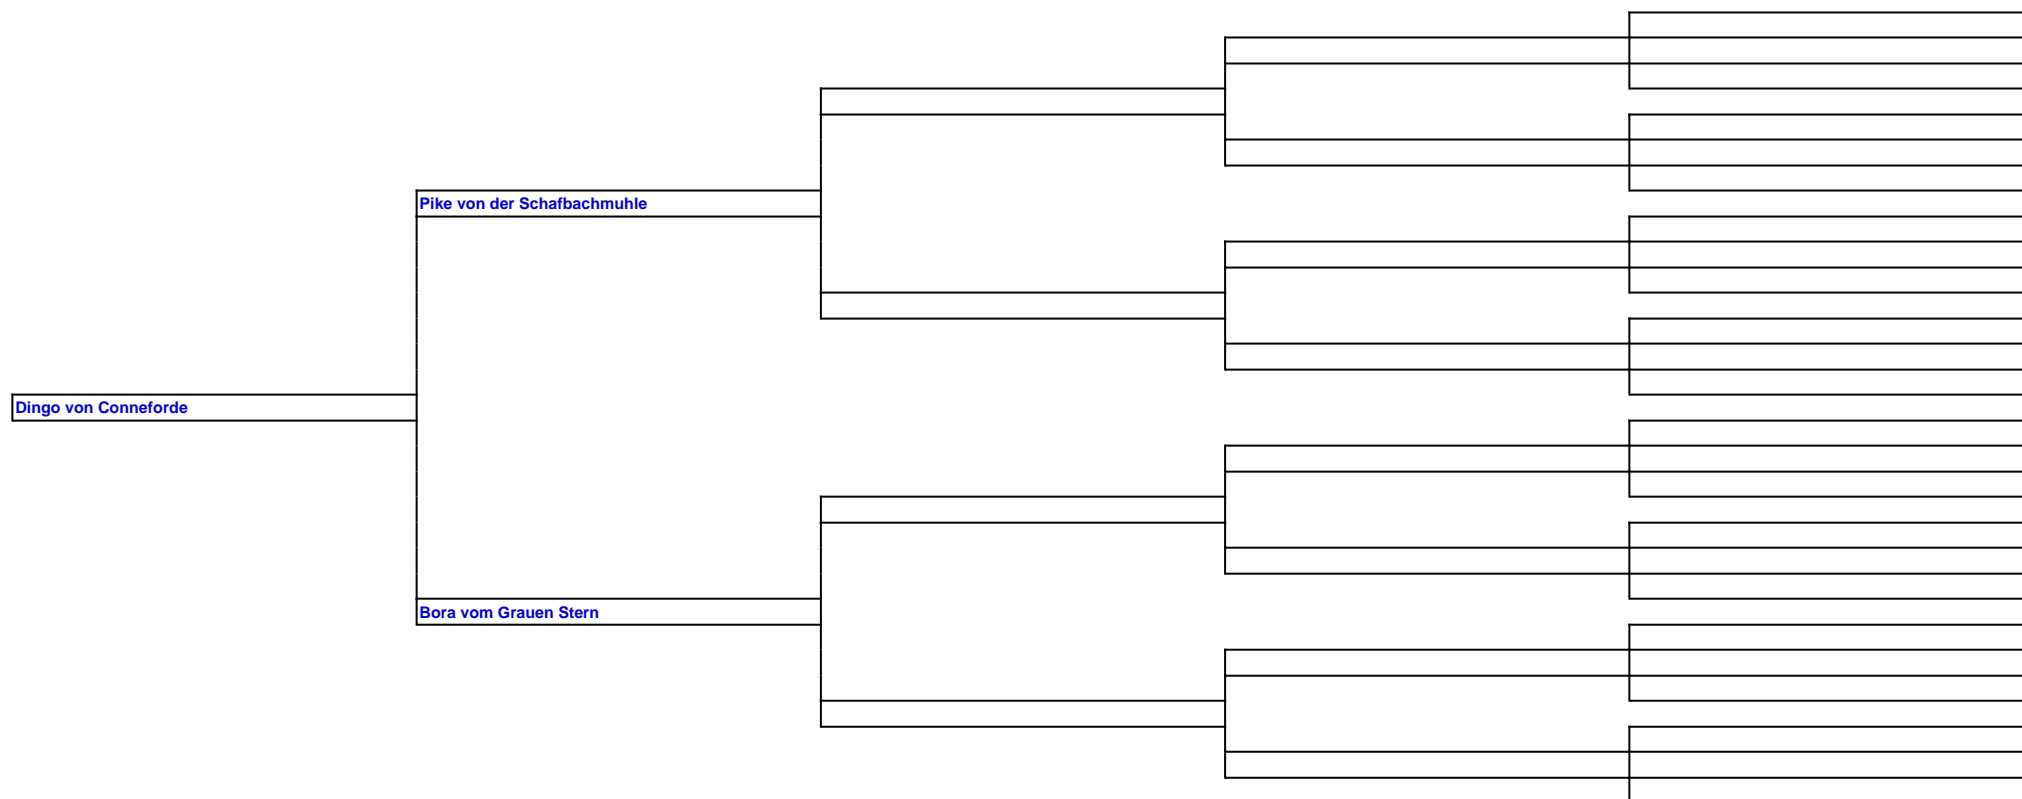 Pike von der Schafbachmuhle
Dingo von Conneforde
Bora vom Grauen Stern